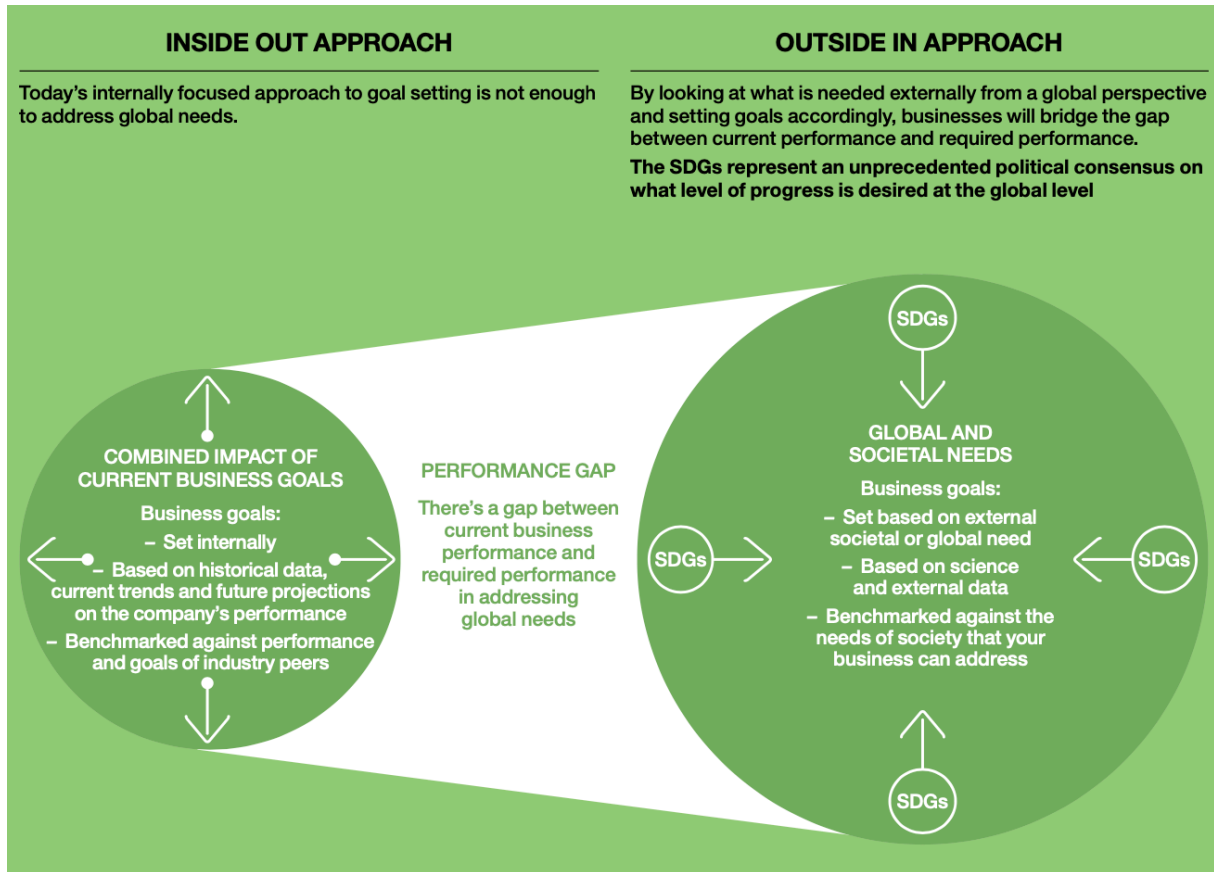 INSIDE OUT APPROACH
Today's internally focused approach to goal setting is not enough
to address global needs.
OUTSIDE IN APPROACH
By looking at what is needed externally from a global perspective
and setting goals accordingly, businesses will bridge the gap
between current performance and required performance.
The SDGs represent an unprecedented political consensus on
what level of progress is desired at the global level
COMBINED IMPACT OF
CURRENT BUSINESS GOALS
Business goals:
– Set internally
– Based on historical data,
current trends and future projections
on the company's performance
– Benchmarked against performance
and goals of industry peers
PERFORMANCE GAP
There's a gap between
current business
performance and
required performance
in addressing
global needs
SDGs
GLOBAL AND
SOCIETAL NEEDS
Business goals:
– Set based on external
societal or global need
– Based on science
and external data
– Benchmarked against the
needs of society that your
business can address
SDGs
SDGs
SDGs